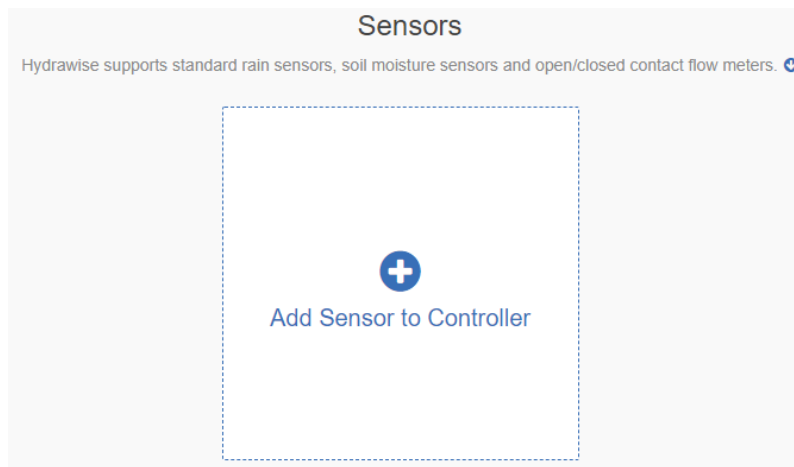 Sensors
Hydrawise supports standard rain sensors, soil moisture sensors and open/closed contact flow meters.
Add Sensor to Controller